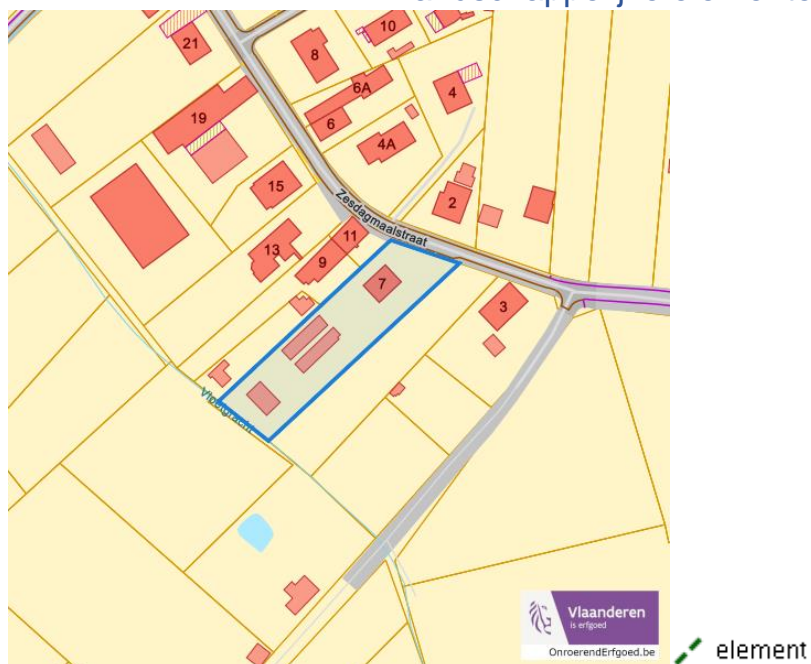 21
8
10
6A
4
6
19
4A
15
2
Zesdagmaalstraat
11
13
9
7
3
Vlaanderen
is erfgoed
OnroerendErfgoed.be
element